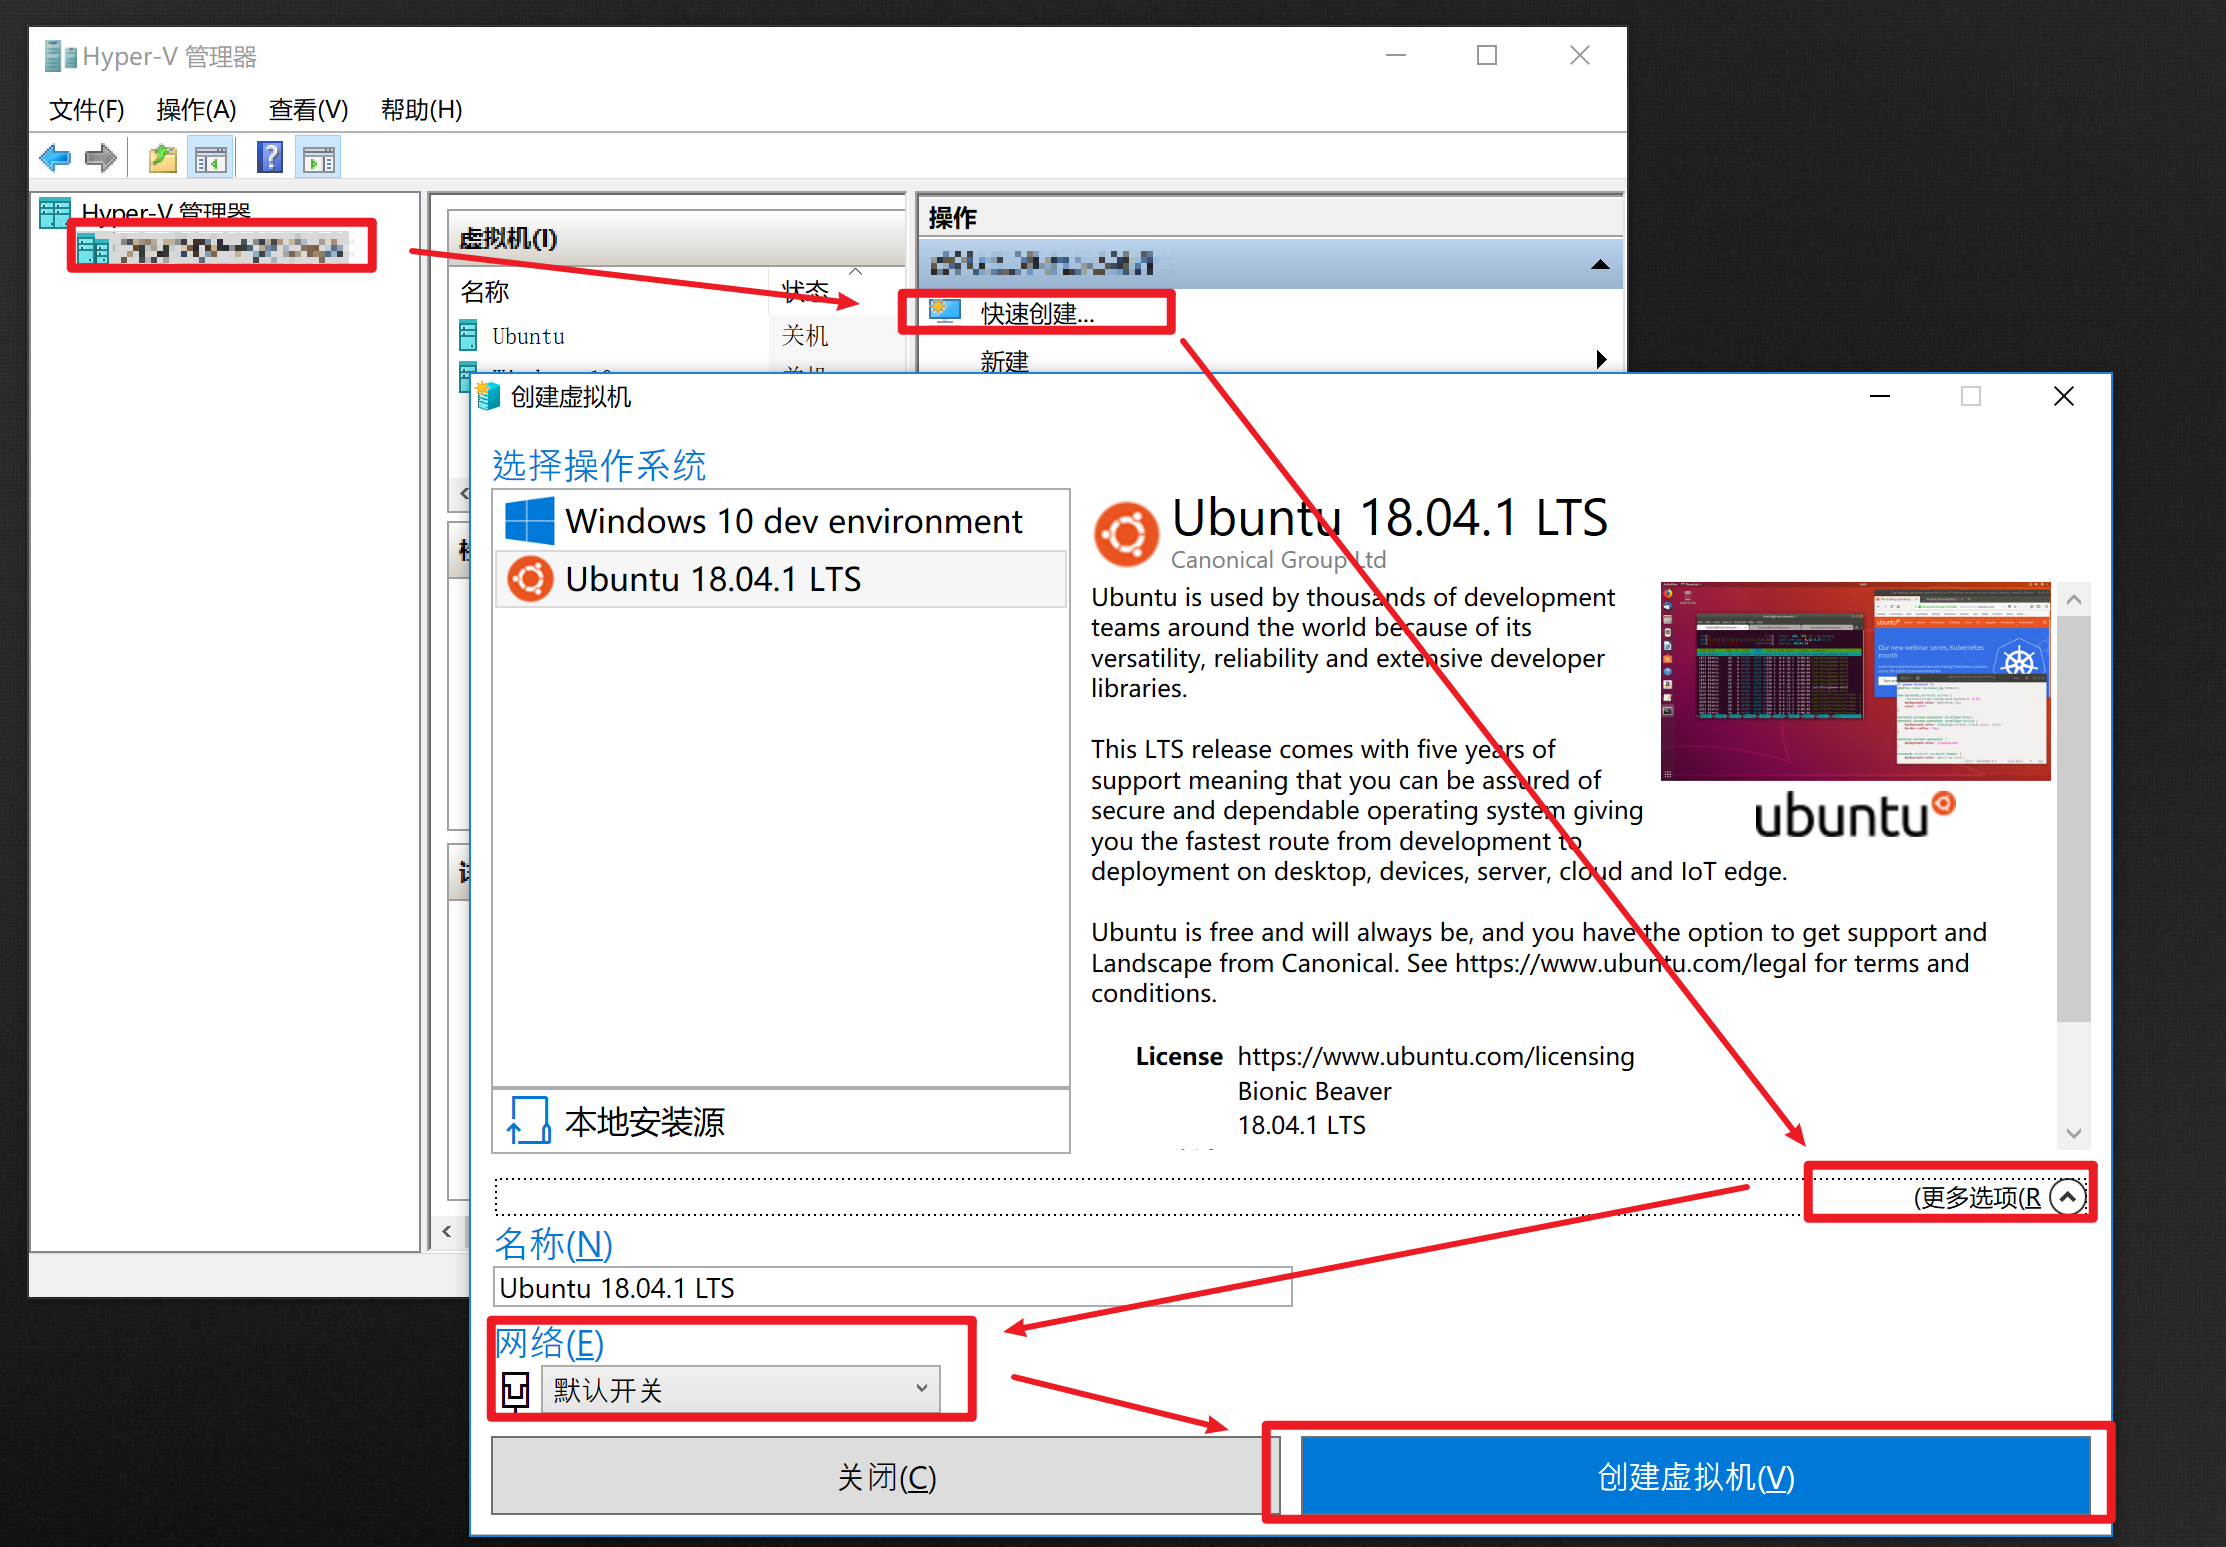 Hyper-V 管理器
文件(F) 操作(A) 查看(V) 帮助(H)
Hyper-V 管理器
虚拟机(I)
名称 状态
Ubuntu 关机
操作
快速创建...
新建
创建虚拟机
选择操作系统
Windows 10 dev environment
Ubuntu 18.04.1 LTS
本地安装源
Ubuntu 18.04.1 LTS
Canonical Group Ltd
Ubuntu is used by thousands of development
teams around the world because of its
versatility, reliability and extensive developer
libraries.
This LTS release comes with five years of
support meaning that you can be assured of
secure and dependable operating system giving
you the fastest route from development to
deployment on desktop, devices, server, cloud and IoT edge.
Ubuntu is free and will always be, and you have the option to get support and
Landscape from Canonical. See https://www.ubuntu.com/legal for terms and
conditions.
Our new webinar series, Kubernetes
month
ubuntu
License https://www.ubuntu.com/licensing
Bionic Beaver
18.04.1 LTS
(更多选项(R
名称(N)
Ubuntu 18.04.1 LTS
网络(E)
默认开关
关闭(C)
创建虚拟机(V)